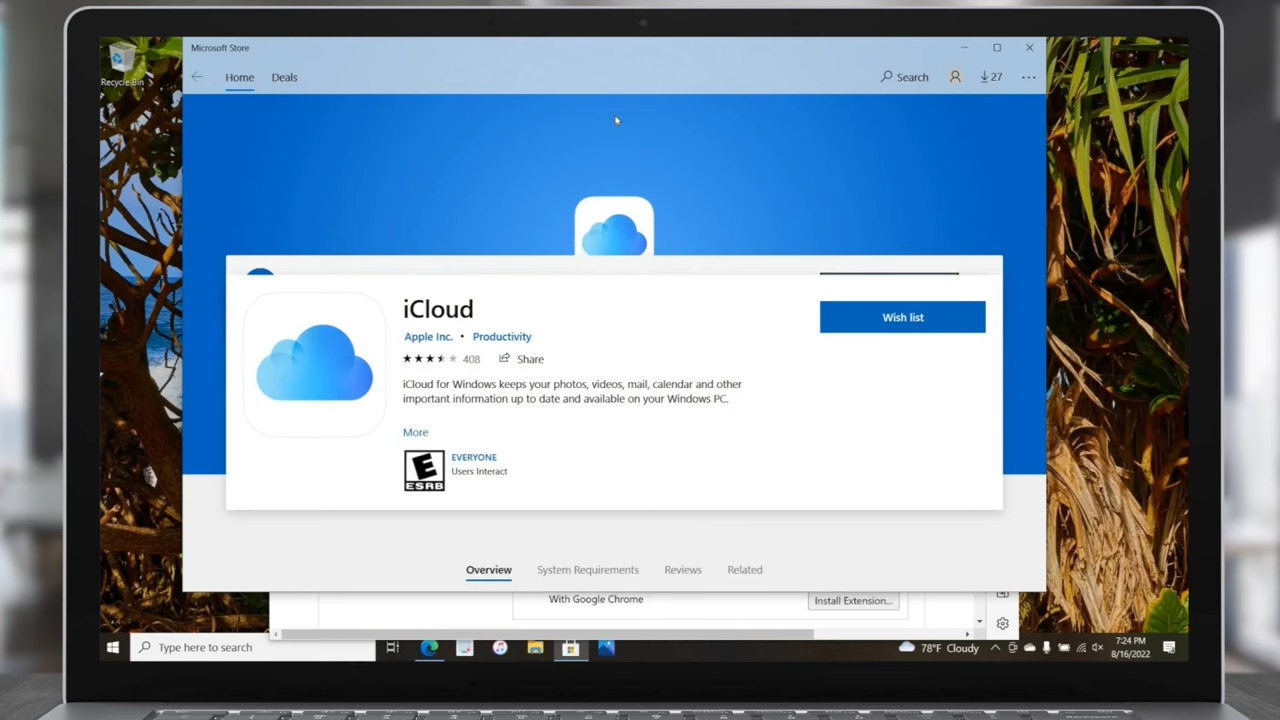 Microsoft Store
Recycle Bin
Home
Deals
Search
27
iCloud
Wish list
Apple Inc. • Productivity
408
Share
iCloud for Windows keeps your photos, videos, mail, calendar and other
important information up to date and available on your Windows PC.
More
E
ESRB
EVERYONE
Users Interact
Overview
System Requirements
Reviews
Related
With Google Chrome
Install Extension...
Type here to search
78°F Cloudy
7:24 PM
8/16/2022